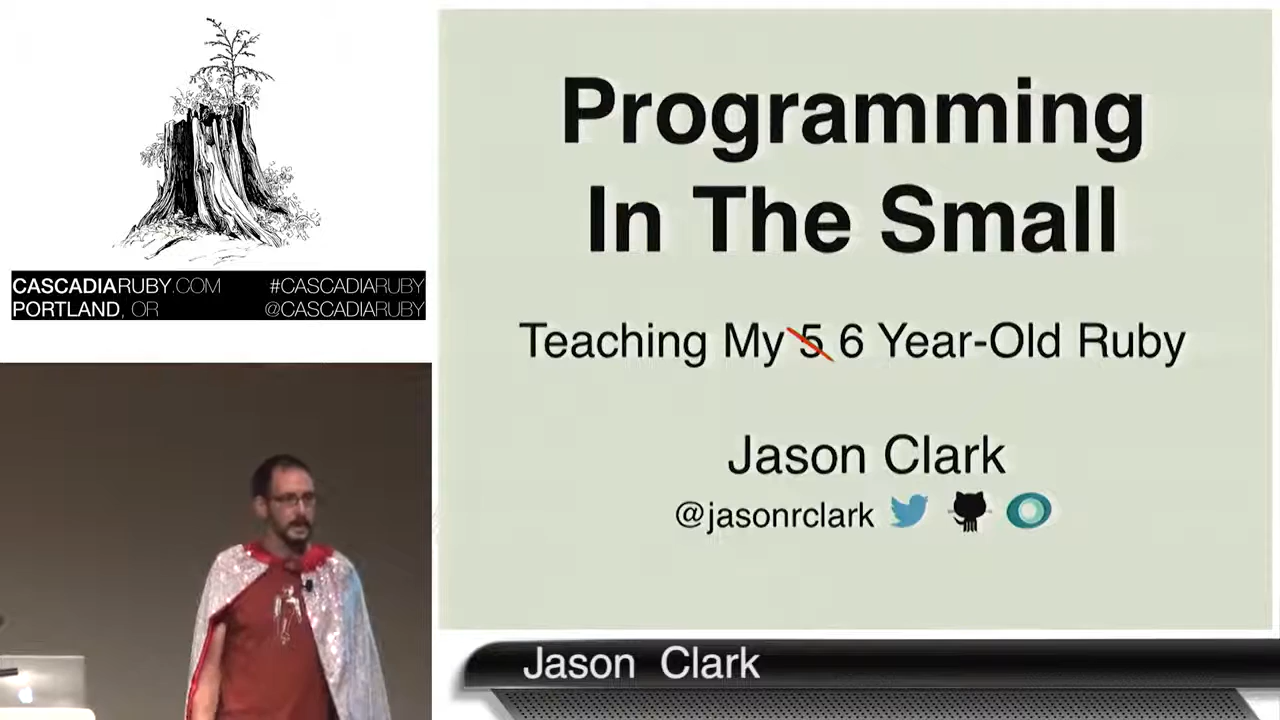 CASCADIARUBY.COM #CASCADIARUBY
PORTLAND, OR @CASCADIARUBY
Programming
In The Small
Teaching My 5 6 Year-Old Ruby
Jason Clark
@jasonrclark
Jason Clark